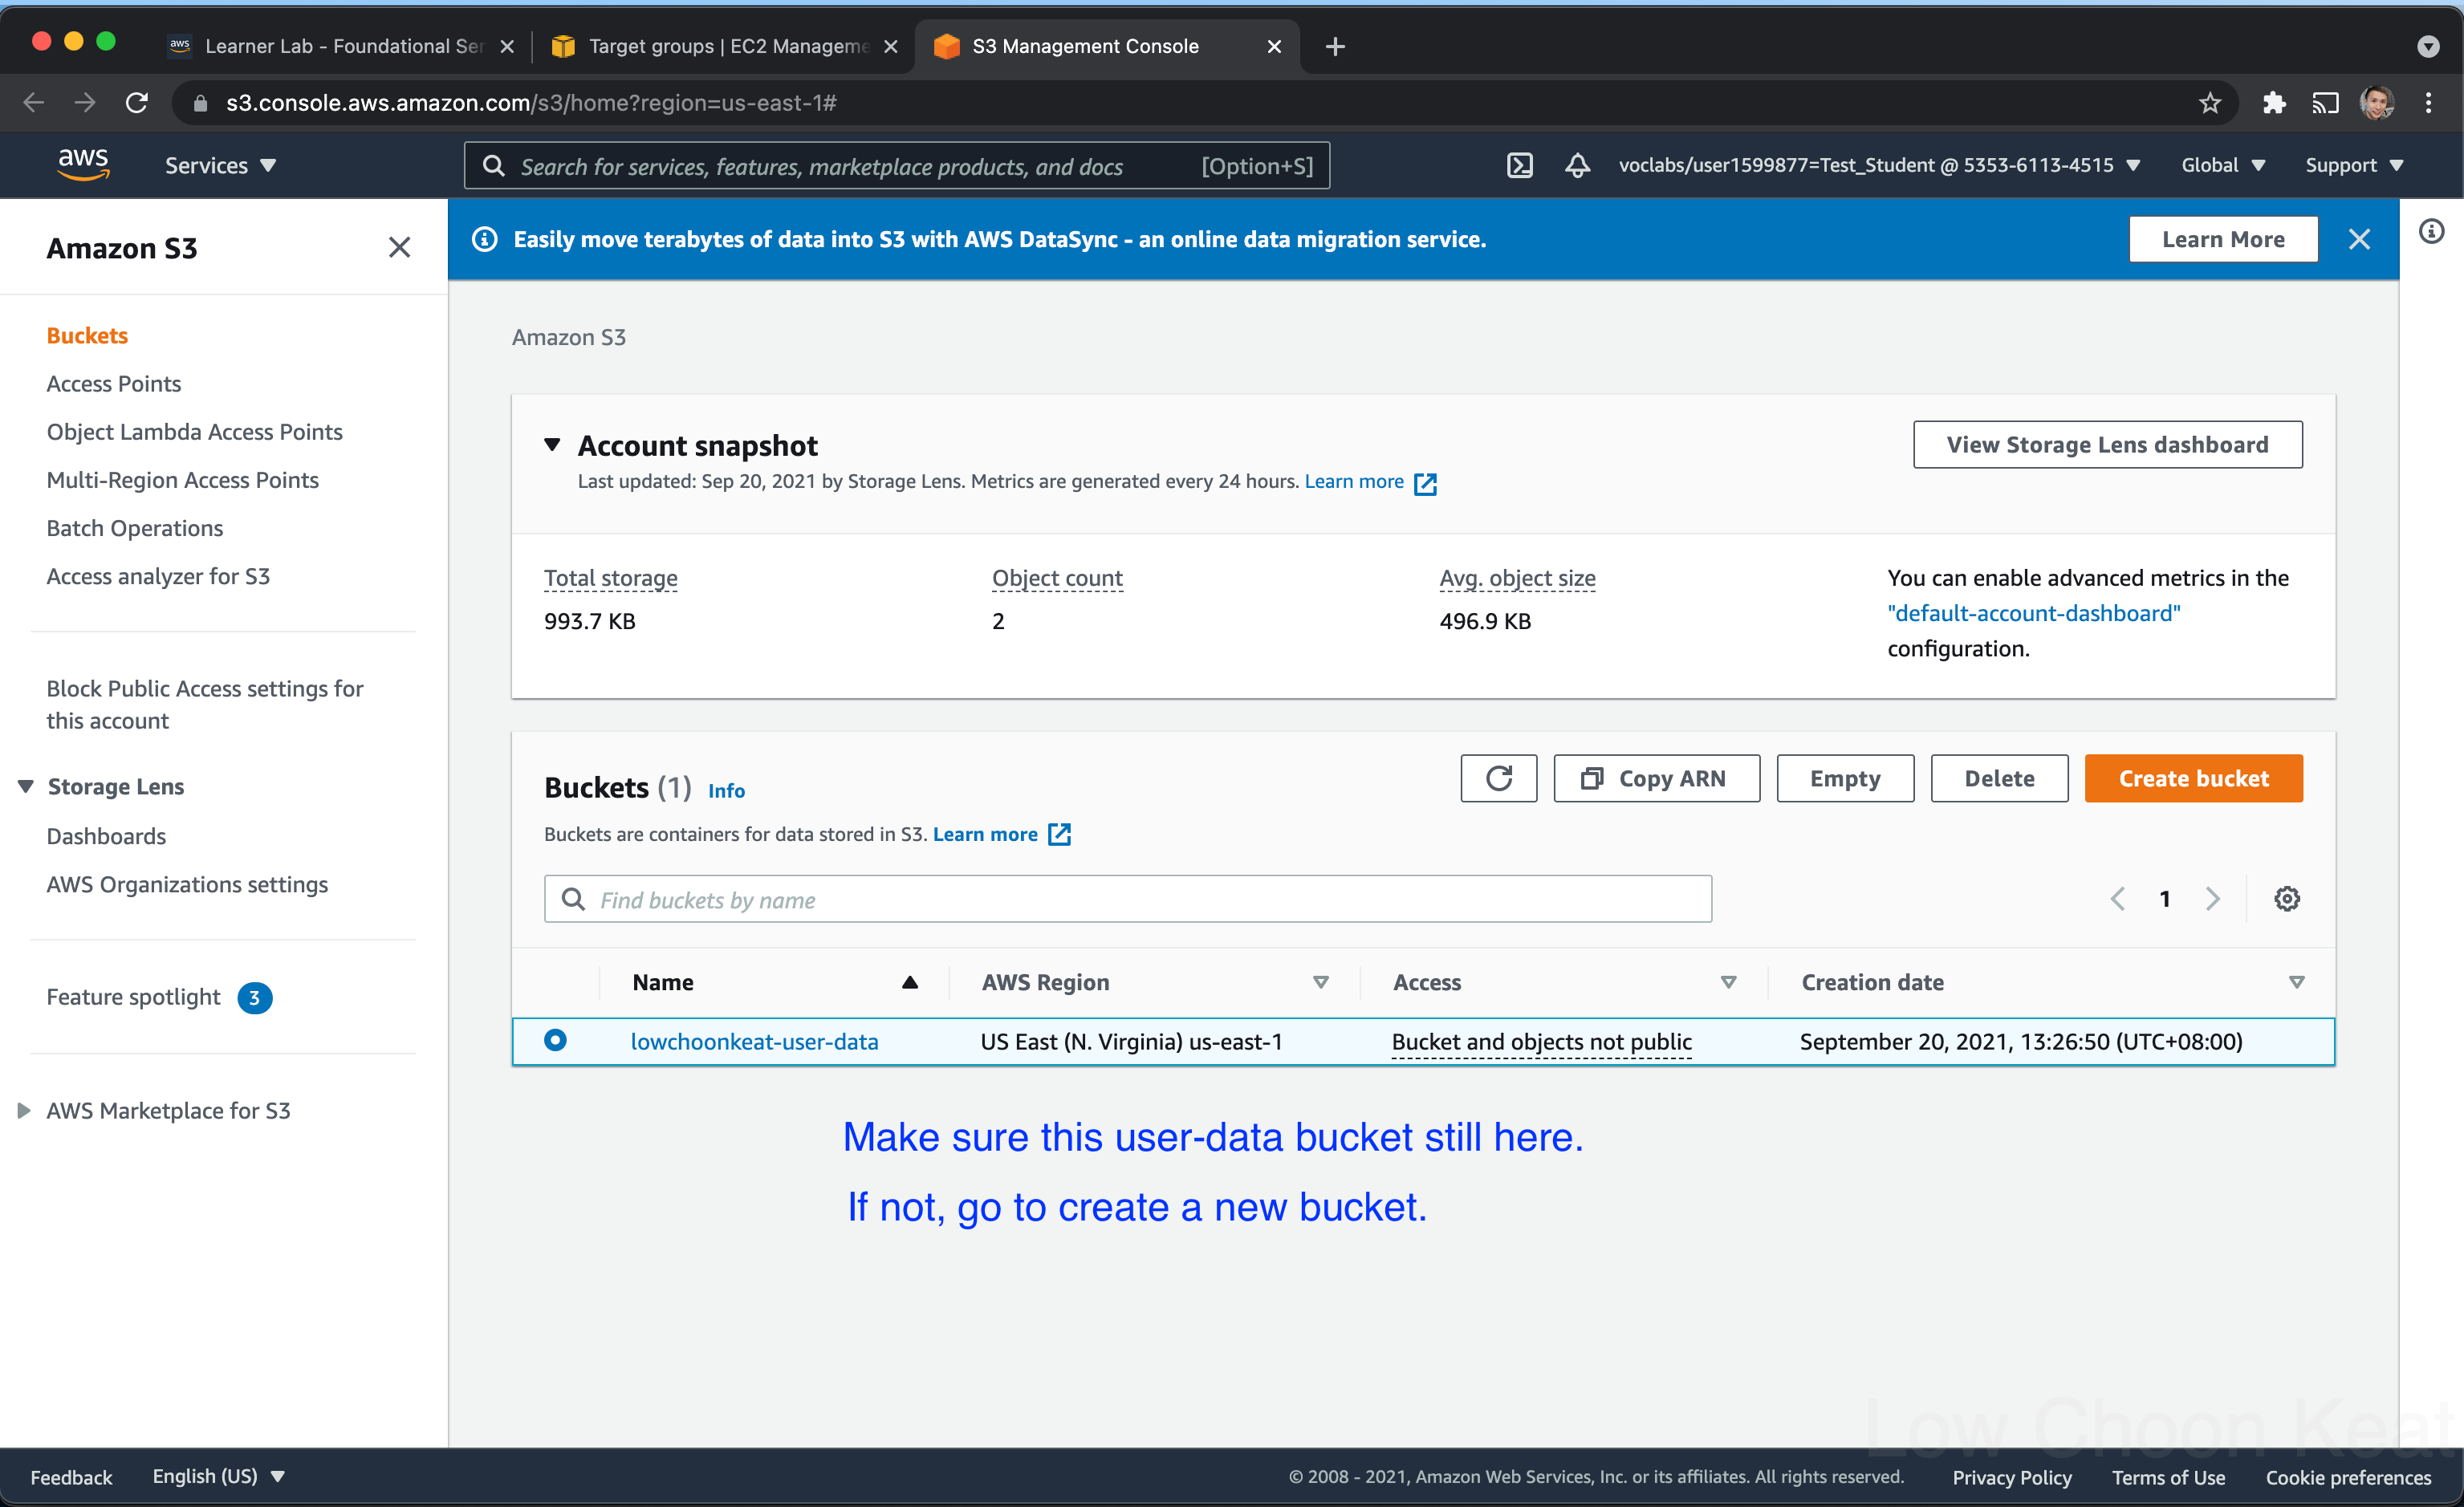 Learner Lab - Foundational Ser
Target groups | EC2 Manageme
S3 Management Console
s3.console.aws.amazon.com/s3/home?region=us-east-1#
aws
Services
Search for services, features, marketplace products, and docs
[Option+S]
voclabs/user1599877=Test_Student @ 5353-6113-4515
Global
Support
Amazon S3
Buckets
Access Points
Object Lambda Access Points
Multi-Region Access Points
Batch Operations
Access analyzer for S3
Block Public Access settings for
this account
Storage Lens
Dashboards
AWS Organizations settings
Feature spotlight 3
AWS Marketplace for S3
Easily move terabytes of data into S3 with AWS DataSync - an online data migration service.
Learn More
Amazon S3
Account snapshot
Last updated: Sep 20, 2021 by Storage Lens. Metrics are generated every 24 hours. Learn more
View Storage Lens dashboard
Total storage
993.7 KB
Object count
2
Avg. object size
496.9 KB
You can enable advanced metrics in the
"default-account-dashboard"
configuration.
Buckets (1) Info
Buckets are containers for data stored in S3. Learn more
Copy ARN
Empty
Delete
Create bucket
Find buckets by name
1
Name AWS Region Access Creation date
lowchoonkeat-user-data US East (N. Virginia) us-east-1 Bucket and objects not public September 20, 2021, 13:26:50 (UTC+08:00)
Make sure this user-data bucket still here.
If not, go to create a new bucket.
Low Choon Keat
Feedback
English (US)
© 2008 - 2021, Amazon Web Services, Inc. or its affiliates. All rights reserved.
Privacy Policy
Terms of Use
Cookie preferences